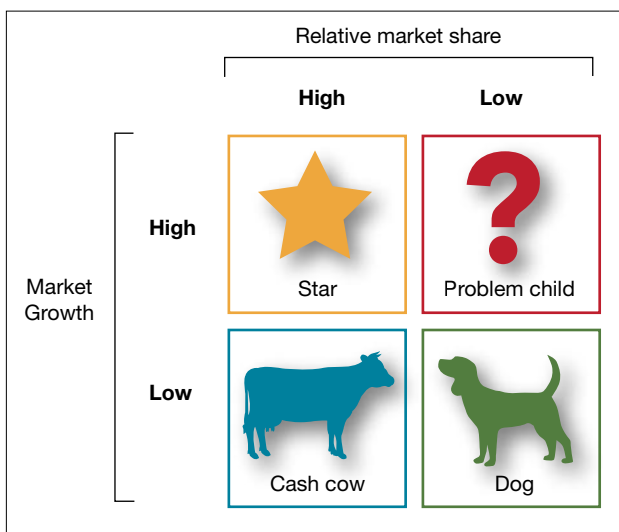 Relative market share
High
Low
High
Market
Growth
Star
Problem child
Low
Cash cow
Dog